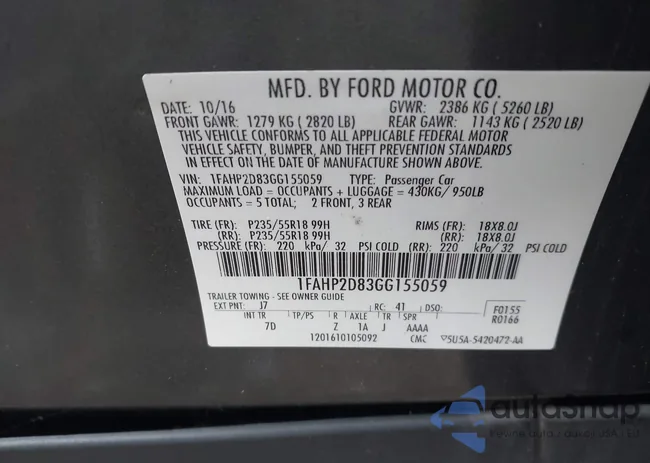 MFD. BY FORD MOTOR CO.
DATE: 10/16 GVWR: 2386 KG ( 5260 LB)
FRONT GAWR: 1279 KG ( 2820 LB) REAR GAWR: 1143 KG ( 2520 LB)
THIS VEHICLE CONFORMS TO ALL APPLICABLE FEDERAL MOTOR
VEHICLE SAFETY, BUMPER, AND THEFT PREVENTION STANDARDS
IN EFFECT ON THE DATE OF MANUFACTURE SHOWN ABOVE.
VIN: 1FAHP2D83GG155059 TYPE: Passenger Car
MAXIMUM LOAD = OCCUPANTS + LUGGAGE = 430KG/ 950LB
OCCUPANTS = 5 TOTAL; 2 FRONT, 3 REAR
TIRE (FR): P235/55R18 99H RIMS (FR): 18X8.0J
(RR): P235/55R18 99H (RR): 18X8.0J
PRESSURE (FR): 220 kPa/ 32 PSI COLD (RR): 220 kPa/ 32 PSI COLD
1FAHP2D83GG155059
TRAILER TOWING - SEE OWNER GUIDE
EXT PNT: J7 RC: 41 DSO: F0155
R0166
INT TR TP/PS R AXLE TR SPR
7D Z 1A J AAAA
1201610105092 CMC ▽5U5A-5420472-AA
autoSnap